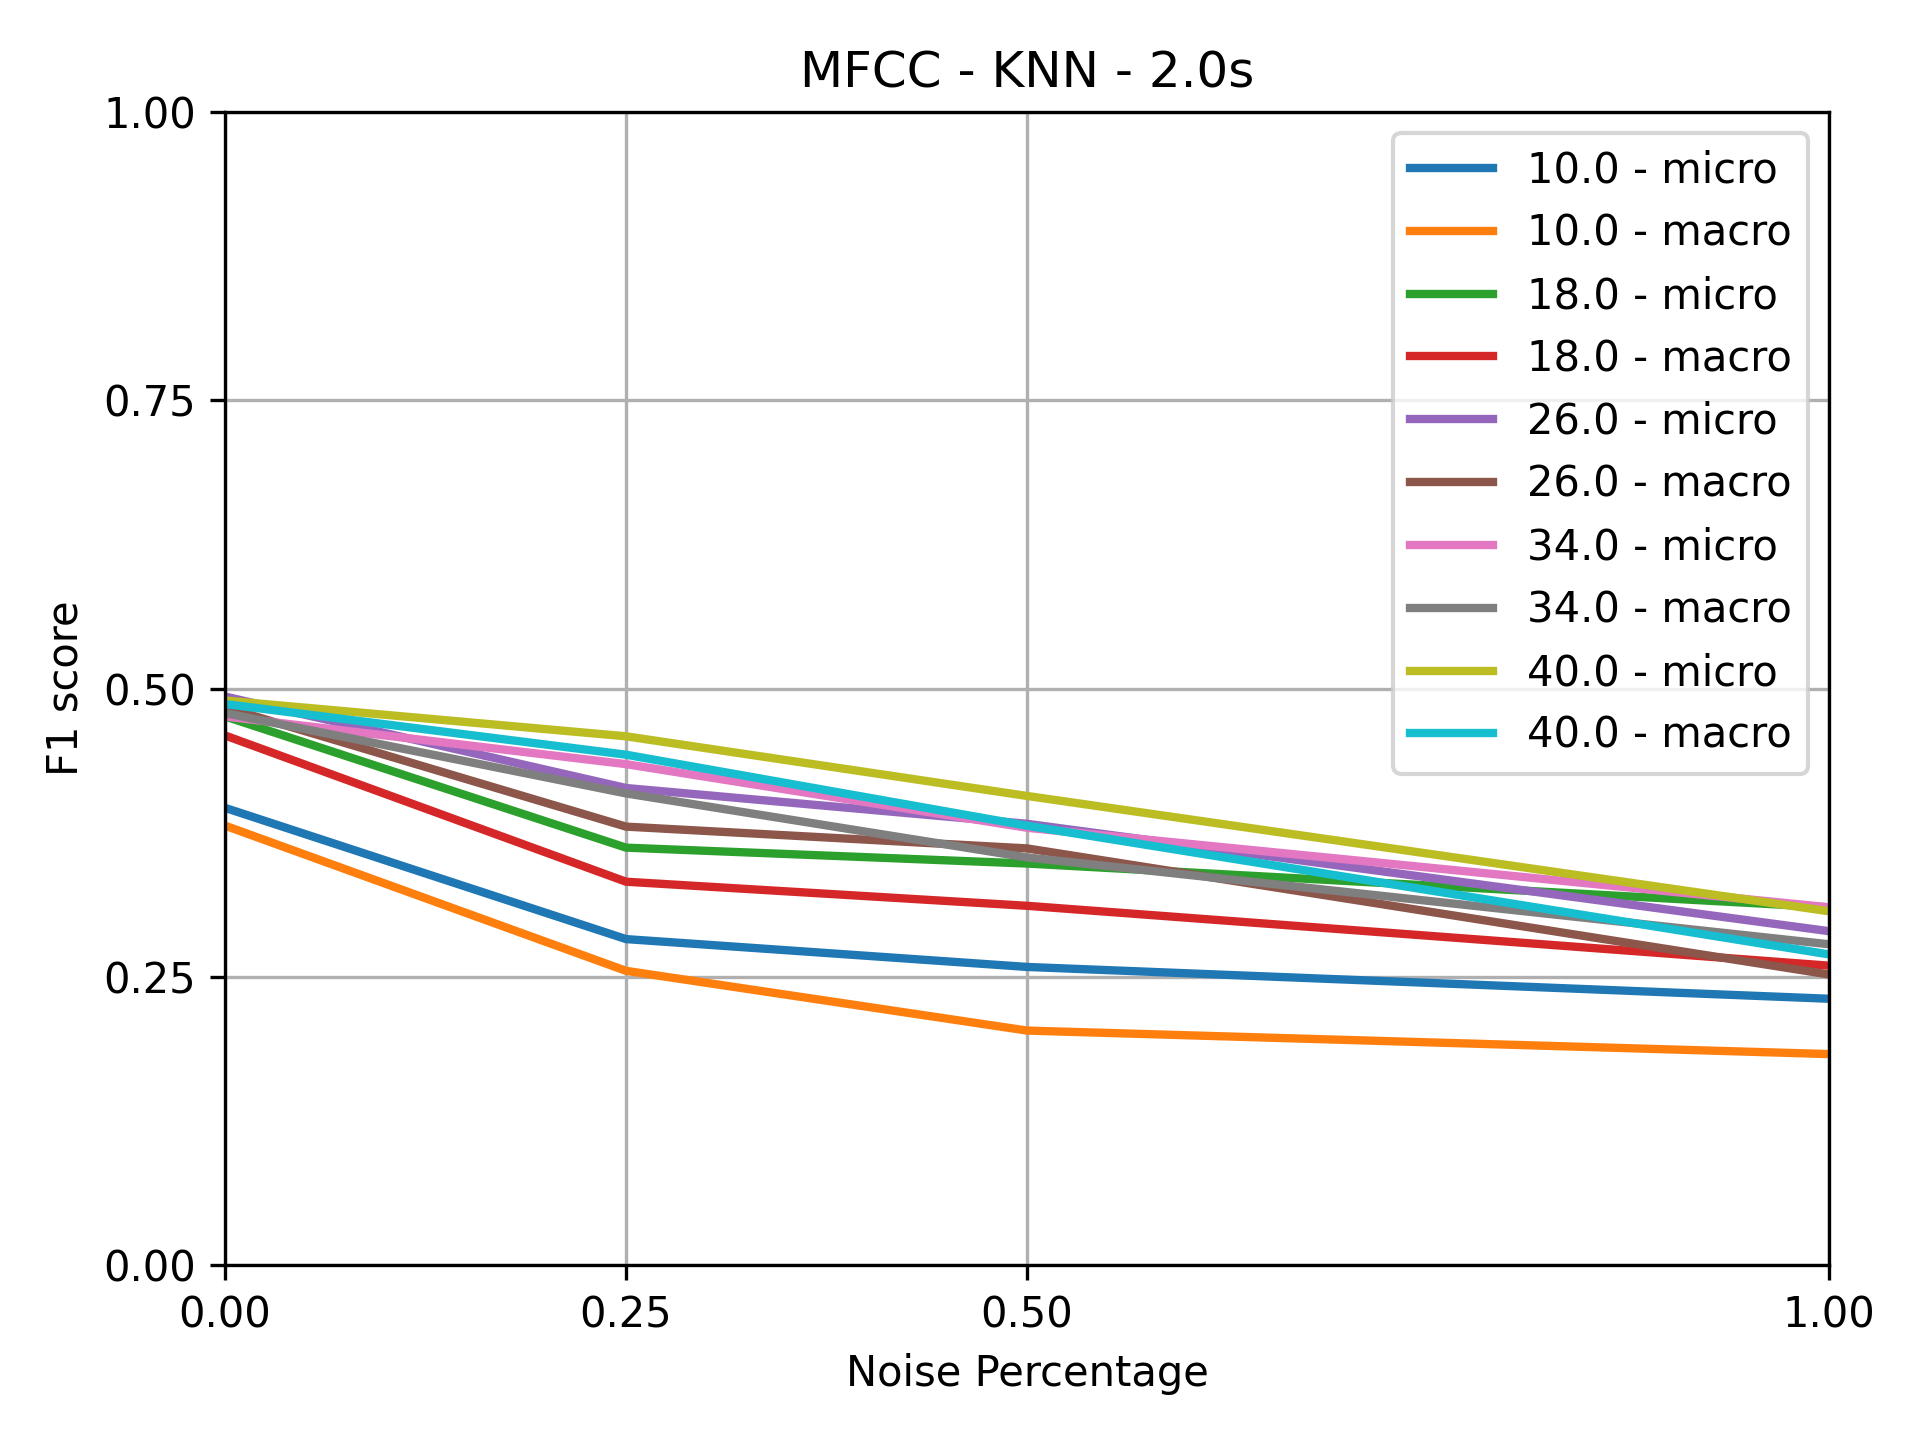 MFCC - KNN - 2.0s
1.00
0.75
0.50
0.25
0.00
F1 score
10.0 - micro
10.0 - macro
18.0 - micro
18.0 - macro
26.0 - micro
26.0 - macro
34.0 - micro
34.0 - macro
40.0 - micro
40.0 - macro
0.00 0.25 0.50 1.00
Noise Percentage